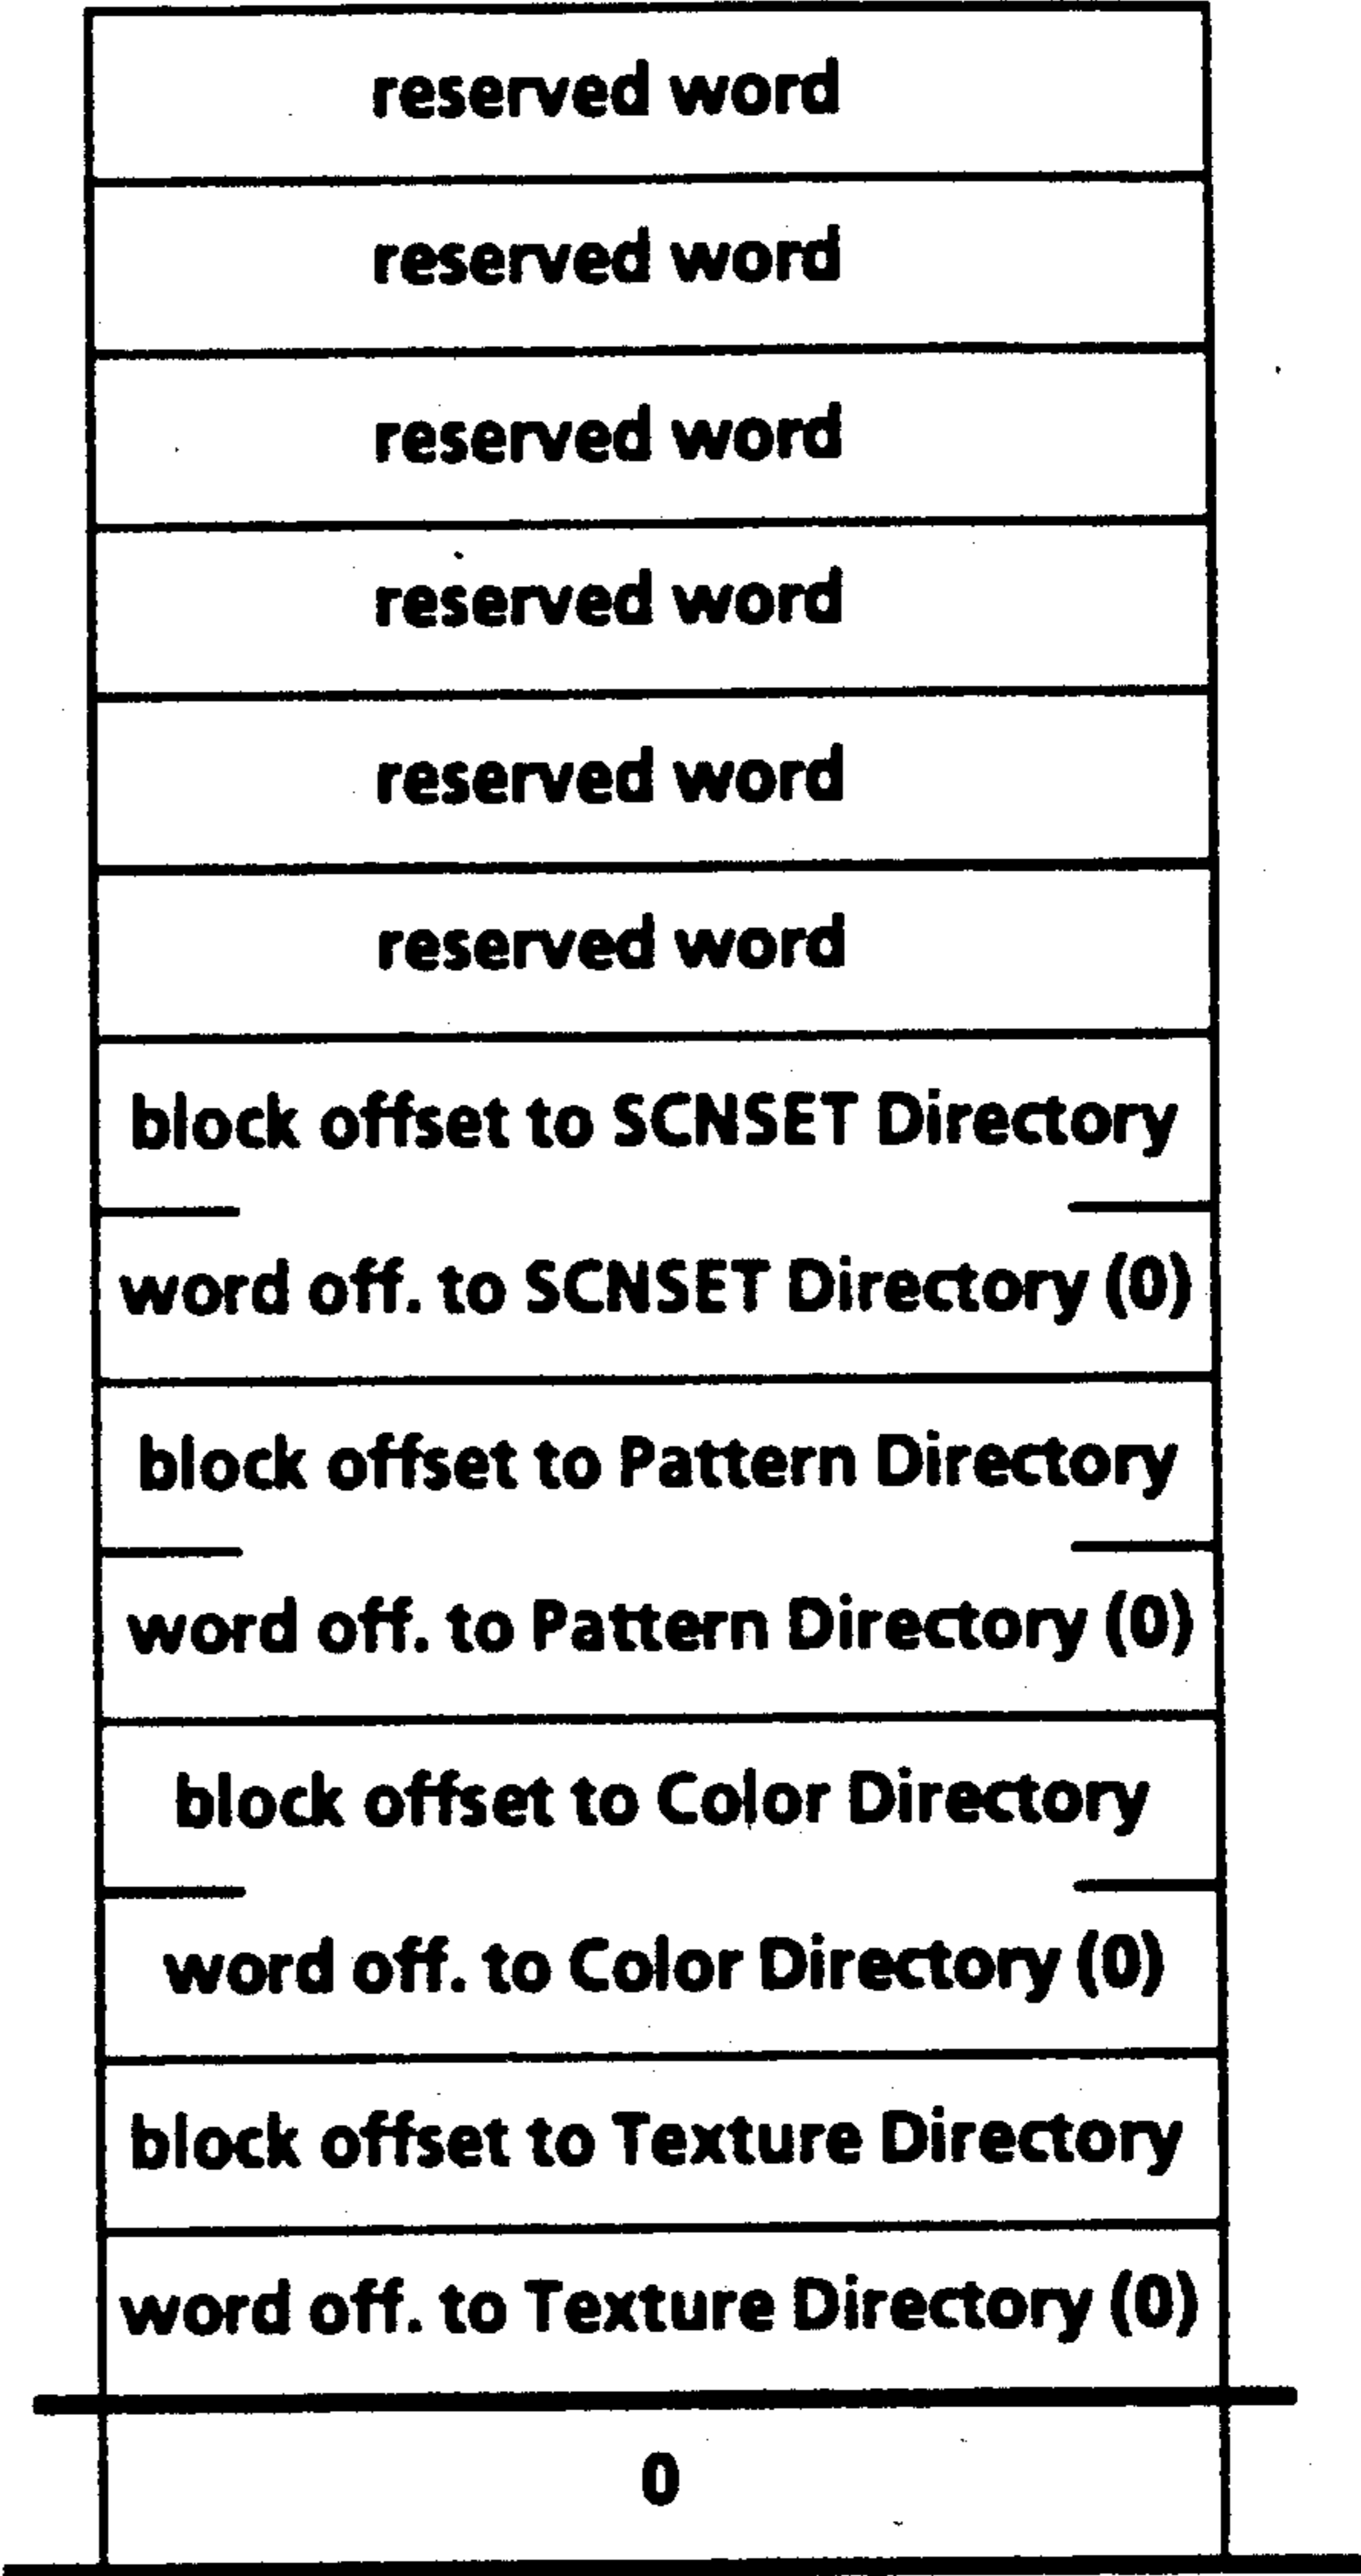 reserved word
reserved word
reserved word
reserved word
reserved word
reserved word
block offset to SCNSET Directory
word off. to SCNSET Directory (0)
block offset to Pattern Directory
word off. to Pattern Directory (0)
block offset to Color Directory
word off. to Color Directory (0)
block offset to Texture Directory
word off. to Texture Directory (0)
0